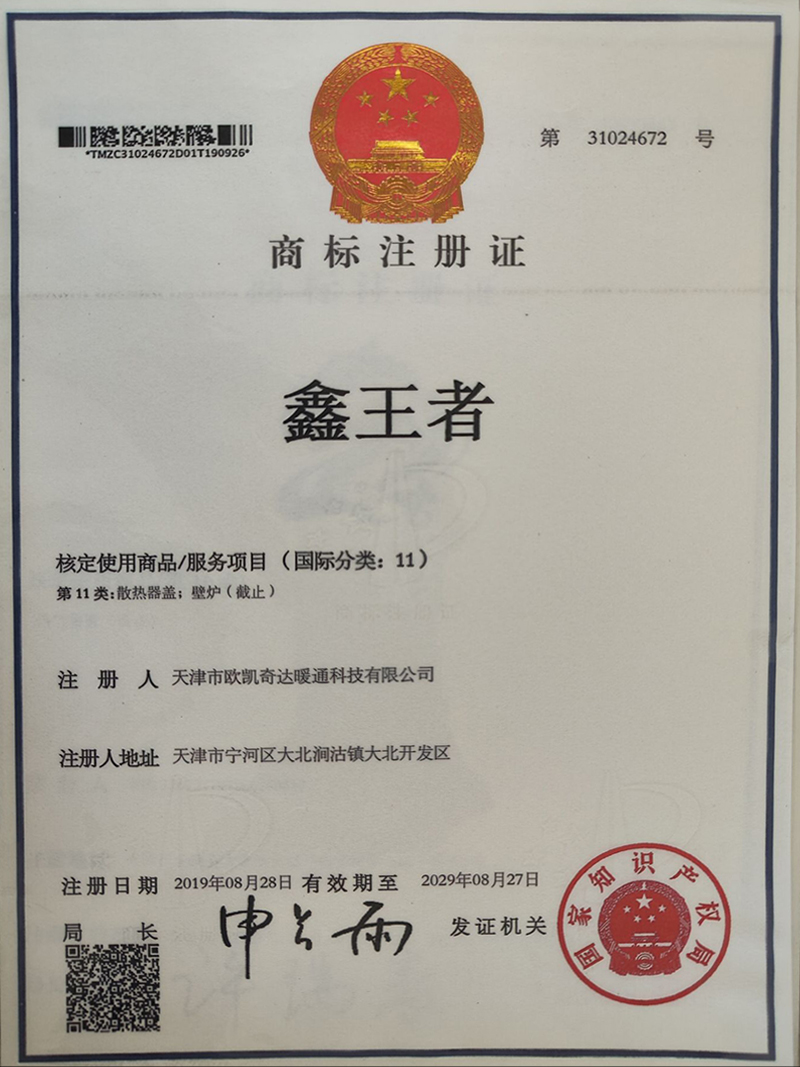 *TMZC31024672D01T190926*
第 31024672 号
商标注册证
鑫王者
核定使用商品/服务项目（国际分类：11）
第11类：散热器盖；壁炉（截止）
注册人 天津市欧凯奇达暖通科技有限公司
注册人地址 天津市宁河区大北涧沽镇大北开发区
注册日期 2019年08月28日 有效期至 2029年08月27日
局长 申长雨 发证机关
国家知识产权局